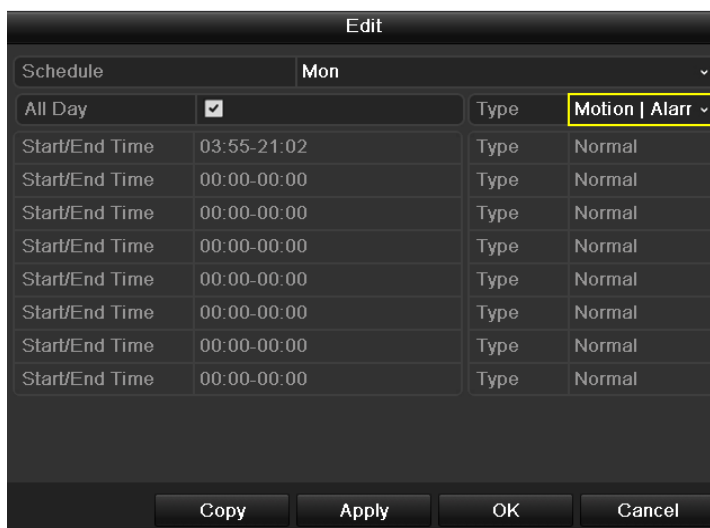 Edit
Schedule Mon
All Day Type Motion | Alarr
Start/End Time 03:55-21:02 Type Normal
Start/End Time 00:00-00:00 Type Normal
Start/End Time 00:00-00:00 Type Normal
Start/End Time 00:00-00:00 Type Normal
Start/End Time 00:00-00:00 Type Normal
Start/End Time 00:00-00:00 Type Normal
Start/End Time 00:00-00:00 Type Normal
Start/End Time 00:00-00:00 Type Normal
Copy Apply OK Cancel